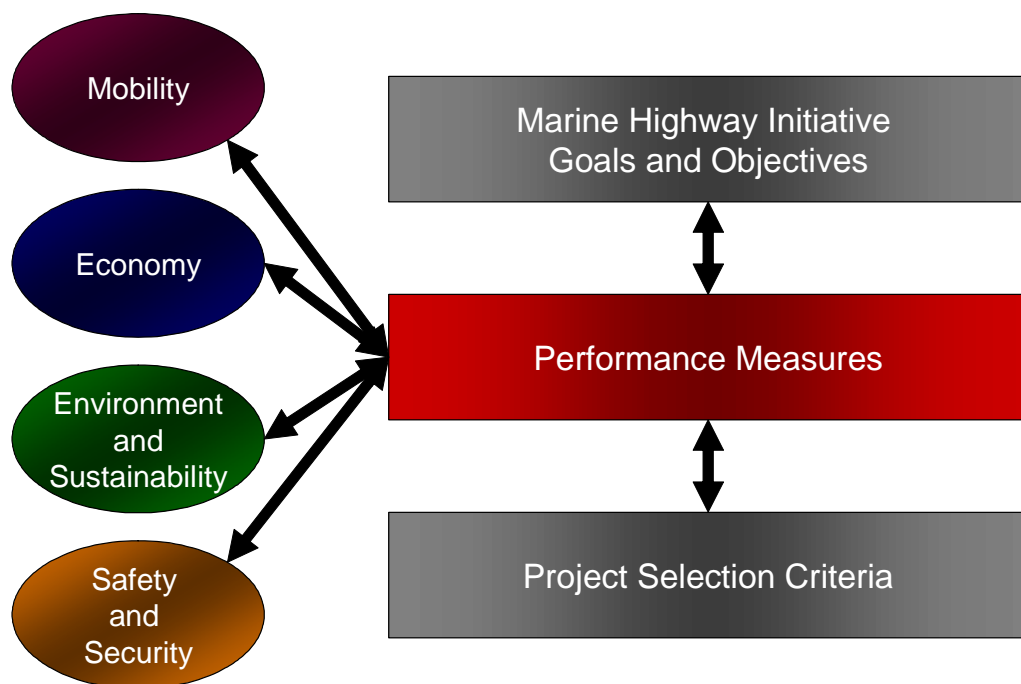 Mobility
Economy
Environment
and
Sustainability
Safety
and
Security
Marine Highway Initiative
Goals and Objectives
Performance Measures
Project Selection Criteria